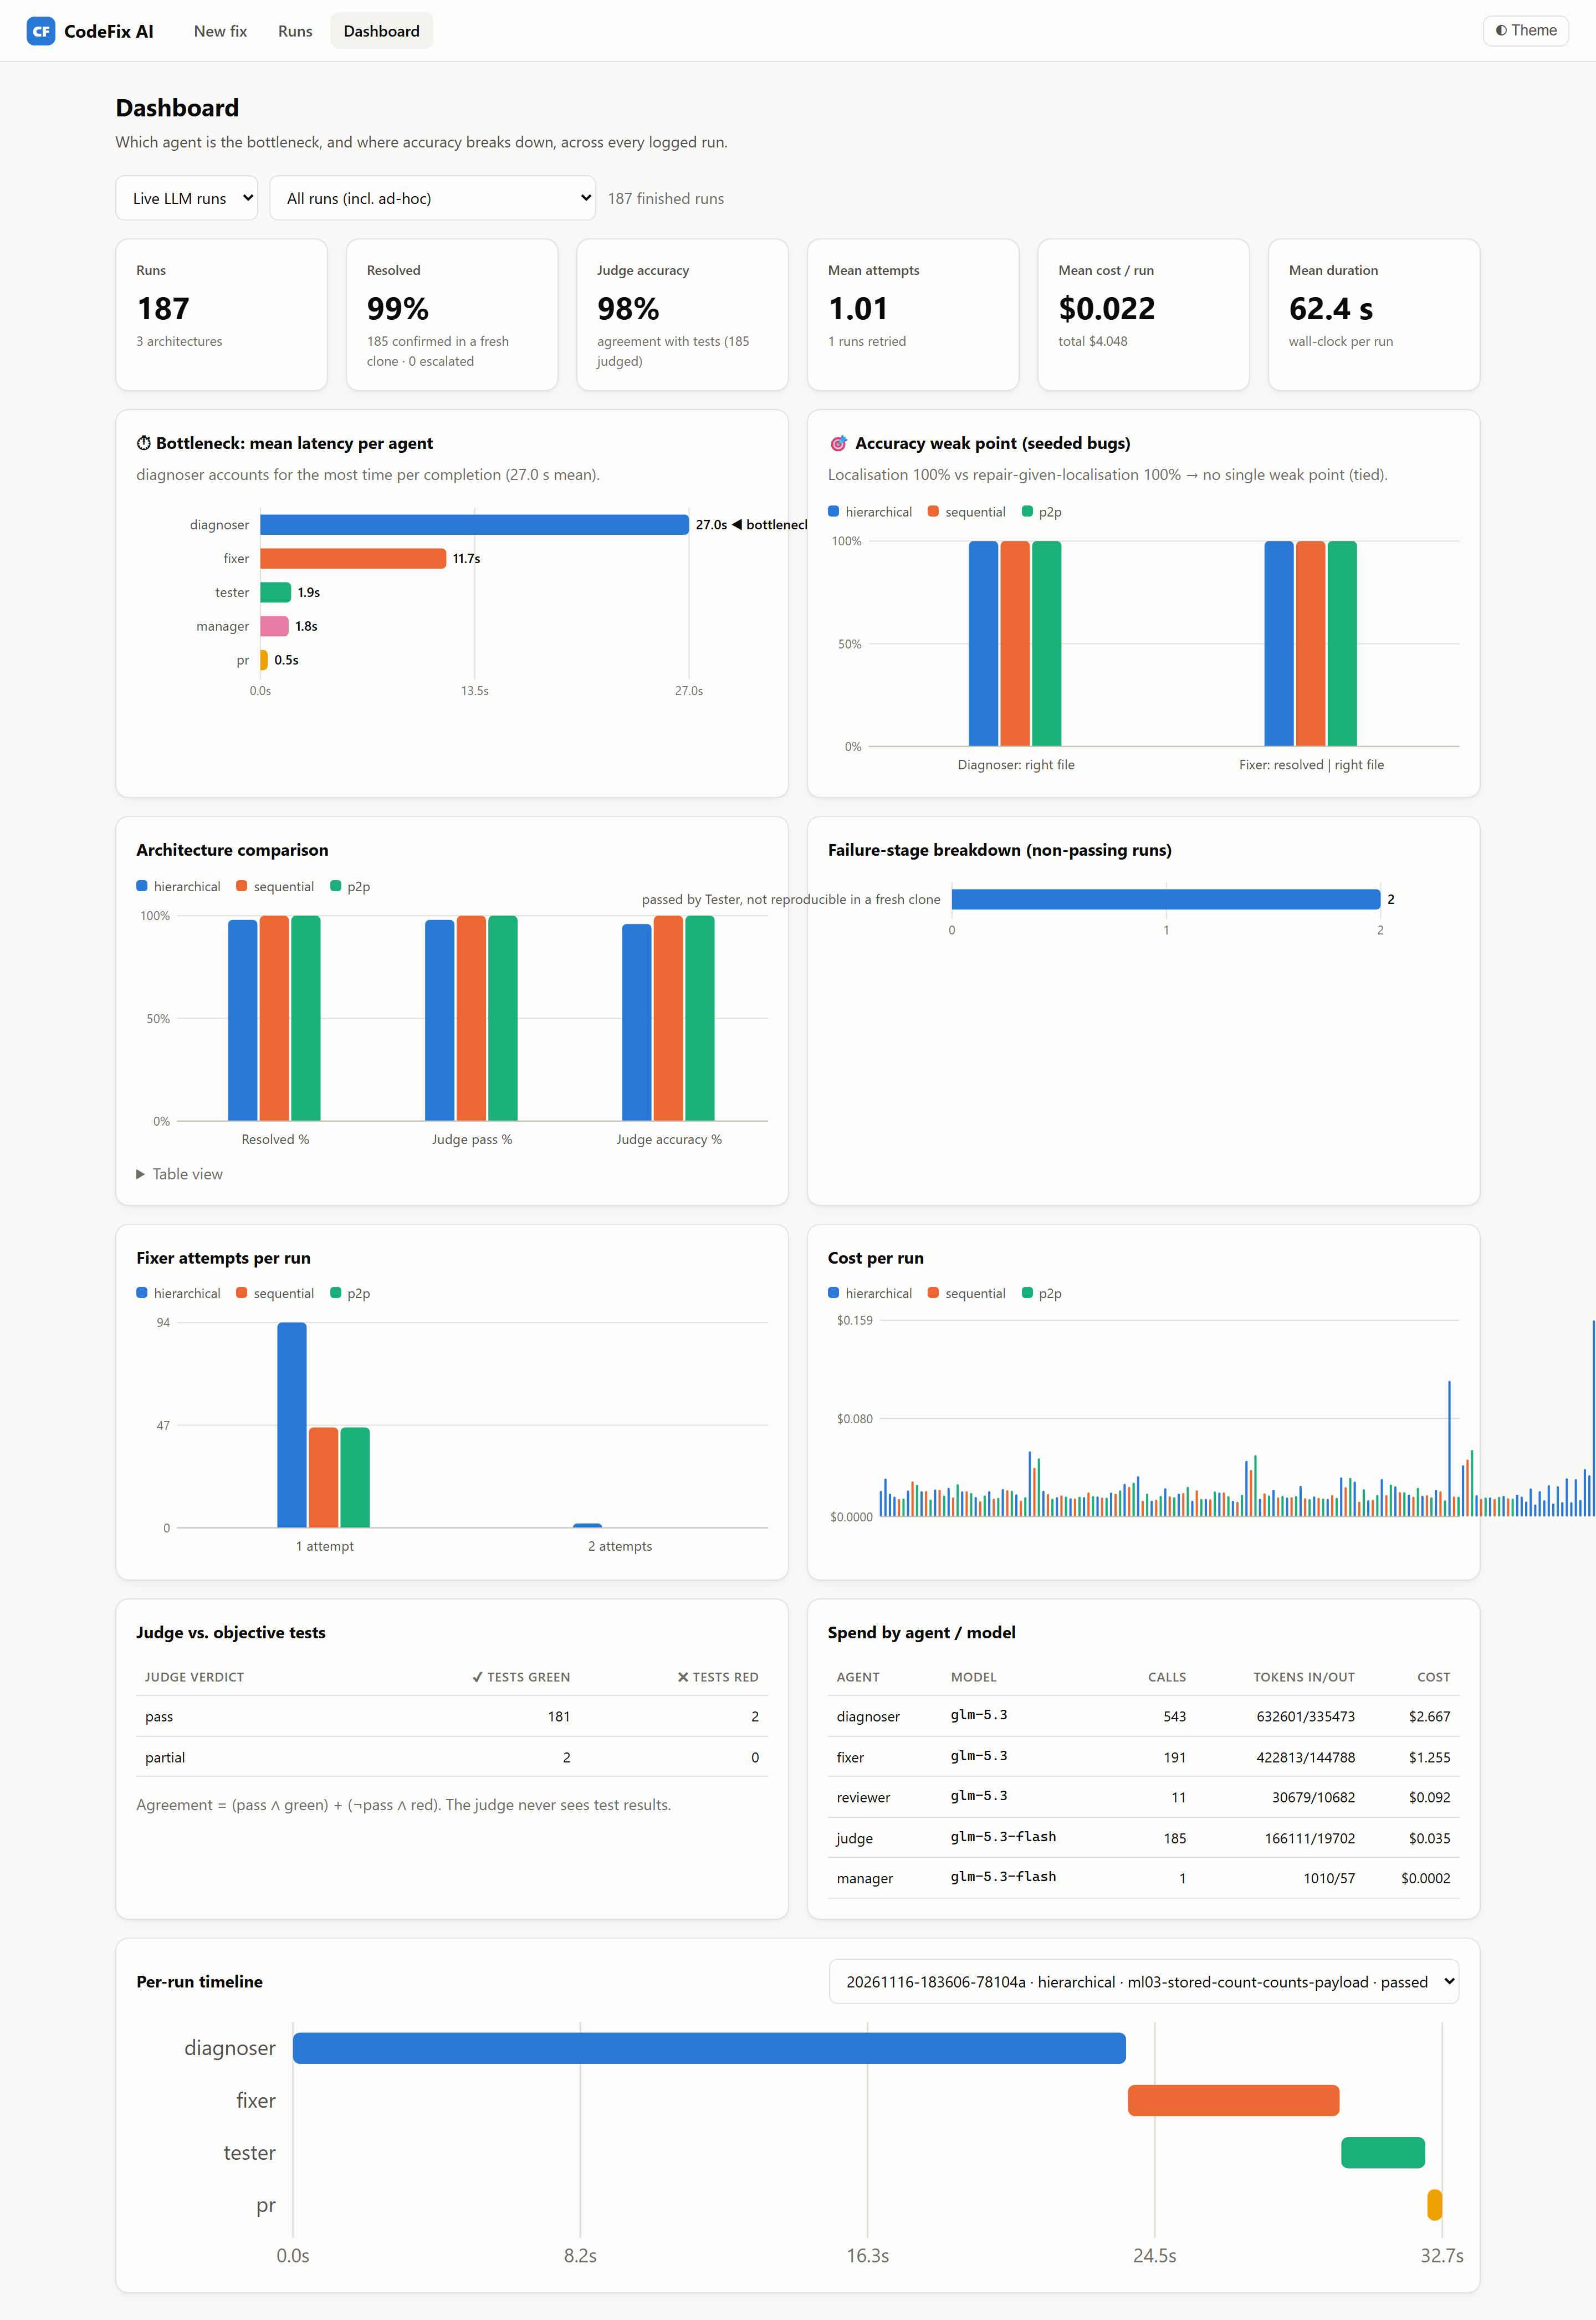 CF CodeFix AI New fix Runs Dashboard ◐ Theme
Dashboard
Which agent is the bottleneck, and where accuracy breaks down, across every logged run.
Live LLM runs All runs (incl. ad-hoc) 187 finished runs
Runs
187
3 architectures
Resolved
99%
185 confirmed in a fresh
clone · 0 escalated
Judge accuracy
98%
agreement with tests (185
judged)
Mean attempts
1.01
1 runs retried
Mean cost / run
$0.022
total $4.048
Mean duration
62.4 s
wall-clock per run
⏱ Bottleneck: mean latency per agent
diagnoser accounts for the most time per completion (27.0 s mean).
diagnoser 27.0s ◀ bottleneck
fixer 11.7s
tester 1.9s
manager 1.8s
pr 0.5s
0.0s 13.5s 27.0s
🎯 Accuracy weak point (seeded bugs)
Localisation 100% vs repair-given-localisation 100% → no single weak point (tied).
hierarchical sequential p2p
100%
50%
0%
Diagnoser: right file Fixer: resolved | right file
Architecture comparison
hierarchical sequential p2p
100%
50%
0%
Resolved % Judge pass % Judge accuracy %
▶ Table view
Failure-stage breakdown (non-passing runs)
passed by Tester, not reproducible in a fresh clone 2
0 1 2
Fixer attempts per run
hierarchical sequential p2p
94
47
0
1 attempt 2 attempts
Cost per run
hierarchical sequential p2p
$0.159
$0.080
$0.0000
Judge vs. objective tests
JUDGE VERDICT ✓ TESTS GREEN ✕ TESTS RED
pass 181 2
partial 2 0
Agreement = (pass ∧ green) + (¬pass ∧ red). The judge never sees test results.
Spend by agent / model
AGENT MODEL CALLS TOKENS IN/OUT COST
diagnoser glm-5.3 543 632601/335473 $2.667
fixer glm-5.3 191 422813/144788 $1.255
reviewer glm-5.3 11 30679/10682 $0.092
judge glm-5.3-flash 185 166111/19702 $0.035
manager glm-5.3-flash 1 1010/57 $0.0002
Per-run timeline 20261116-183606-78104a · hierarchical · ml03-stored-count-counts-payload · passed
diagnoser
fixer
tester
pr
0.0s 8.2s 16.3s 24.5s 32.7s